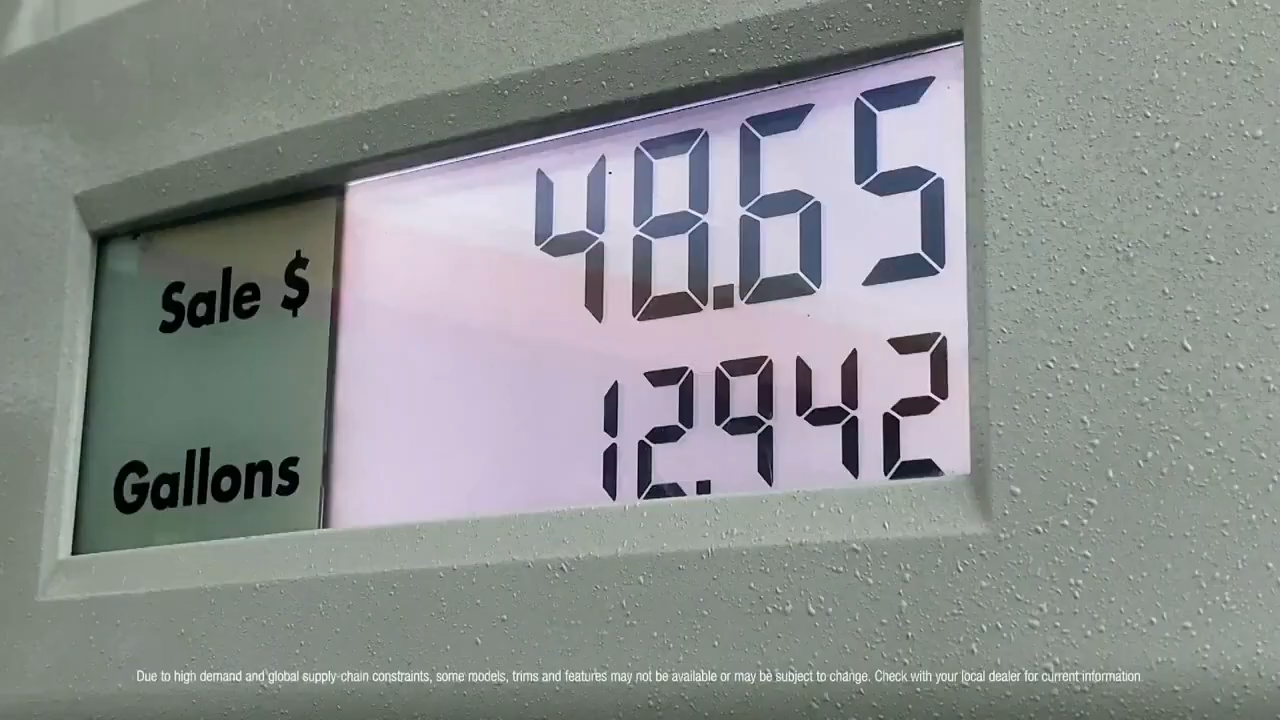 Sale $ 48.65
Gallons 12.942
Due to high demand and global supply-chain constraints, some models, trims and features may not be available or may be subject to change. Check with your local dealer for current information